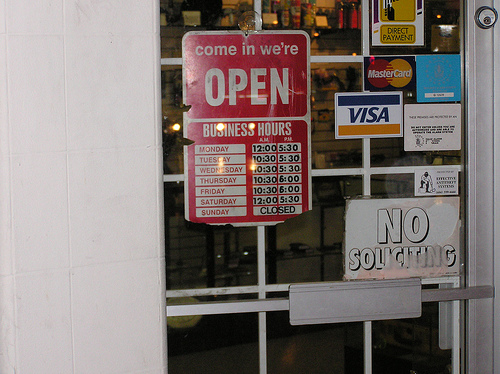 come in we're
OPEN
BUSINESS HOURS
A.M. P.M.
MONDAY 12:00 5:30
TUESDAY 10:30 5:30
WEDNESDAY 10:30 5:30
THURSDAY 10:30 6:00
FRIDAY 10:30 6:00
SATURDAY 12:00 5:30
SUNDAY CLOSED
DIRECT
PAYMENT
MasterCard
VISA
NO
SOLICITING